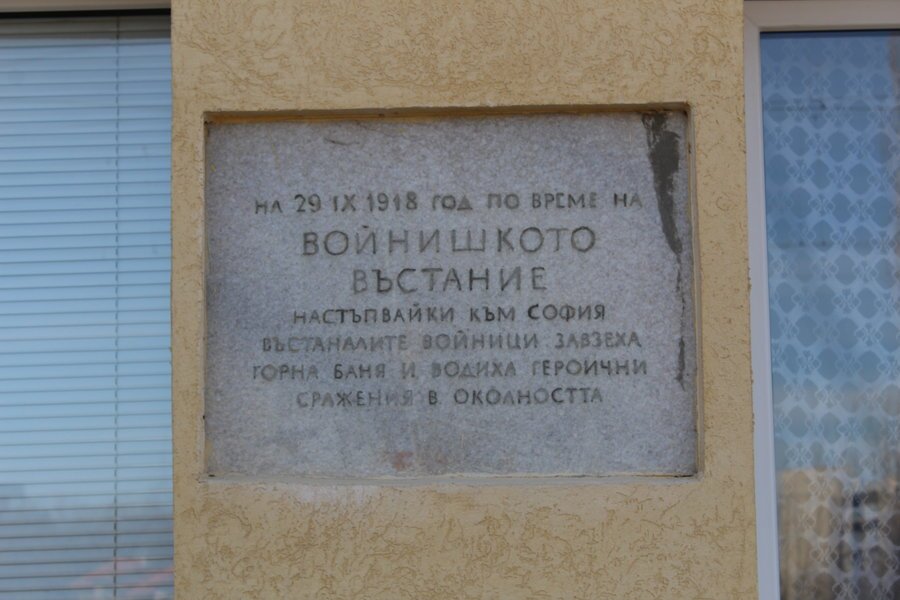 НА 29 IX 1918 ГОД ПО ВРЕМЕ НА
ВОЙНИШКОТО
ВЪСТАНИЕ
НАСТЪПВАЙКИ КЪМ СОФИЯ
ВЪСТАНАЛИТЕ ВОЙНИЦИ ЗАВЗЕХА
ГОРНА БАНЯ И ВОДИХА ГЕРОИЧНИ
СРАЖЕНИЯ В ОКОЛНОСТТА